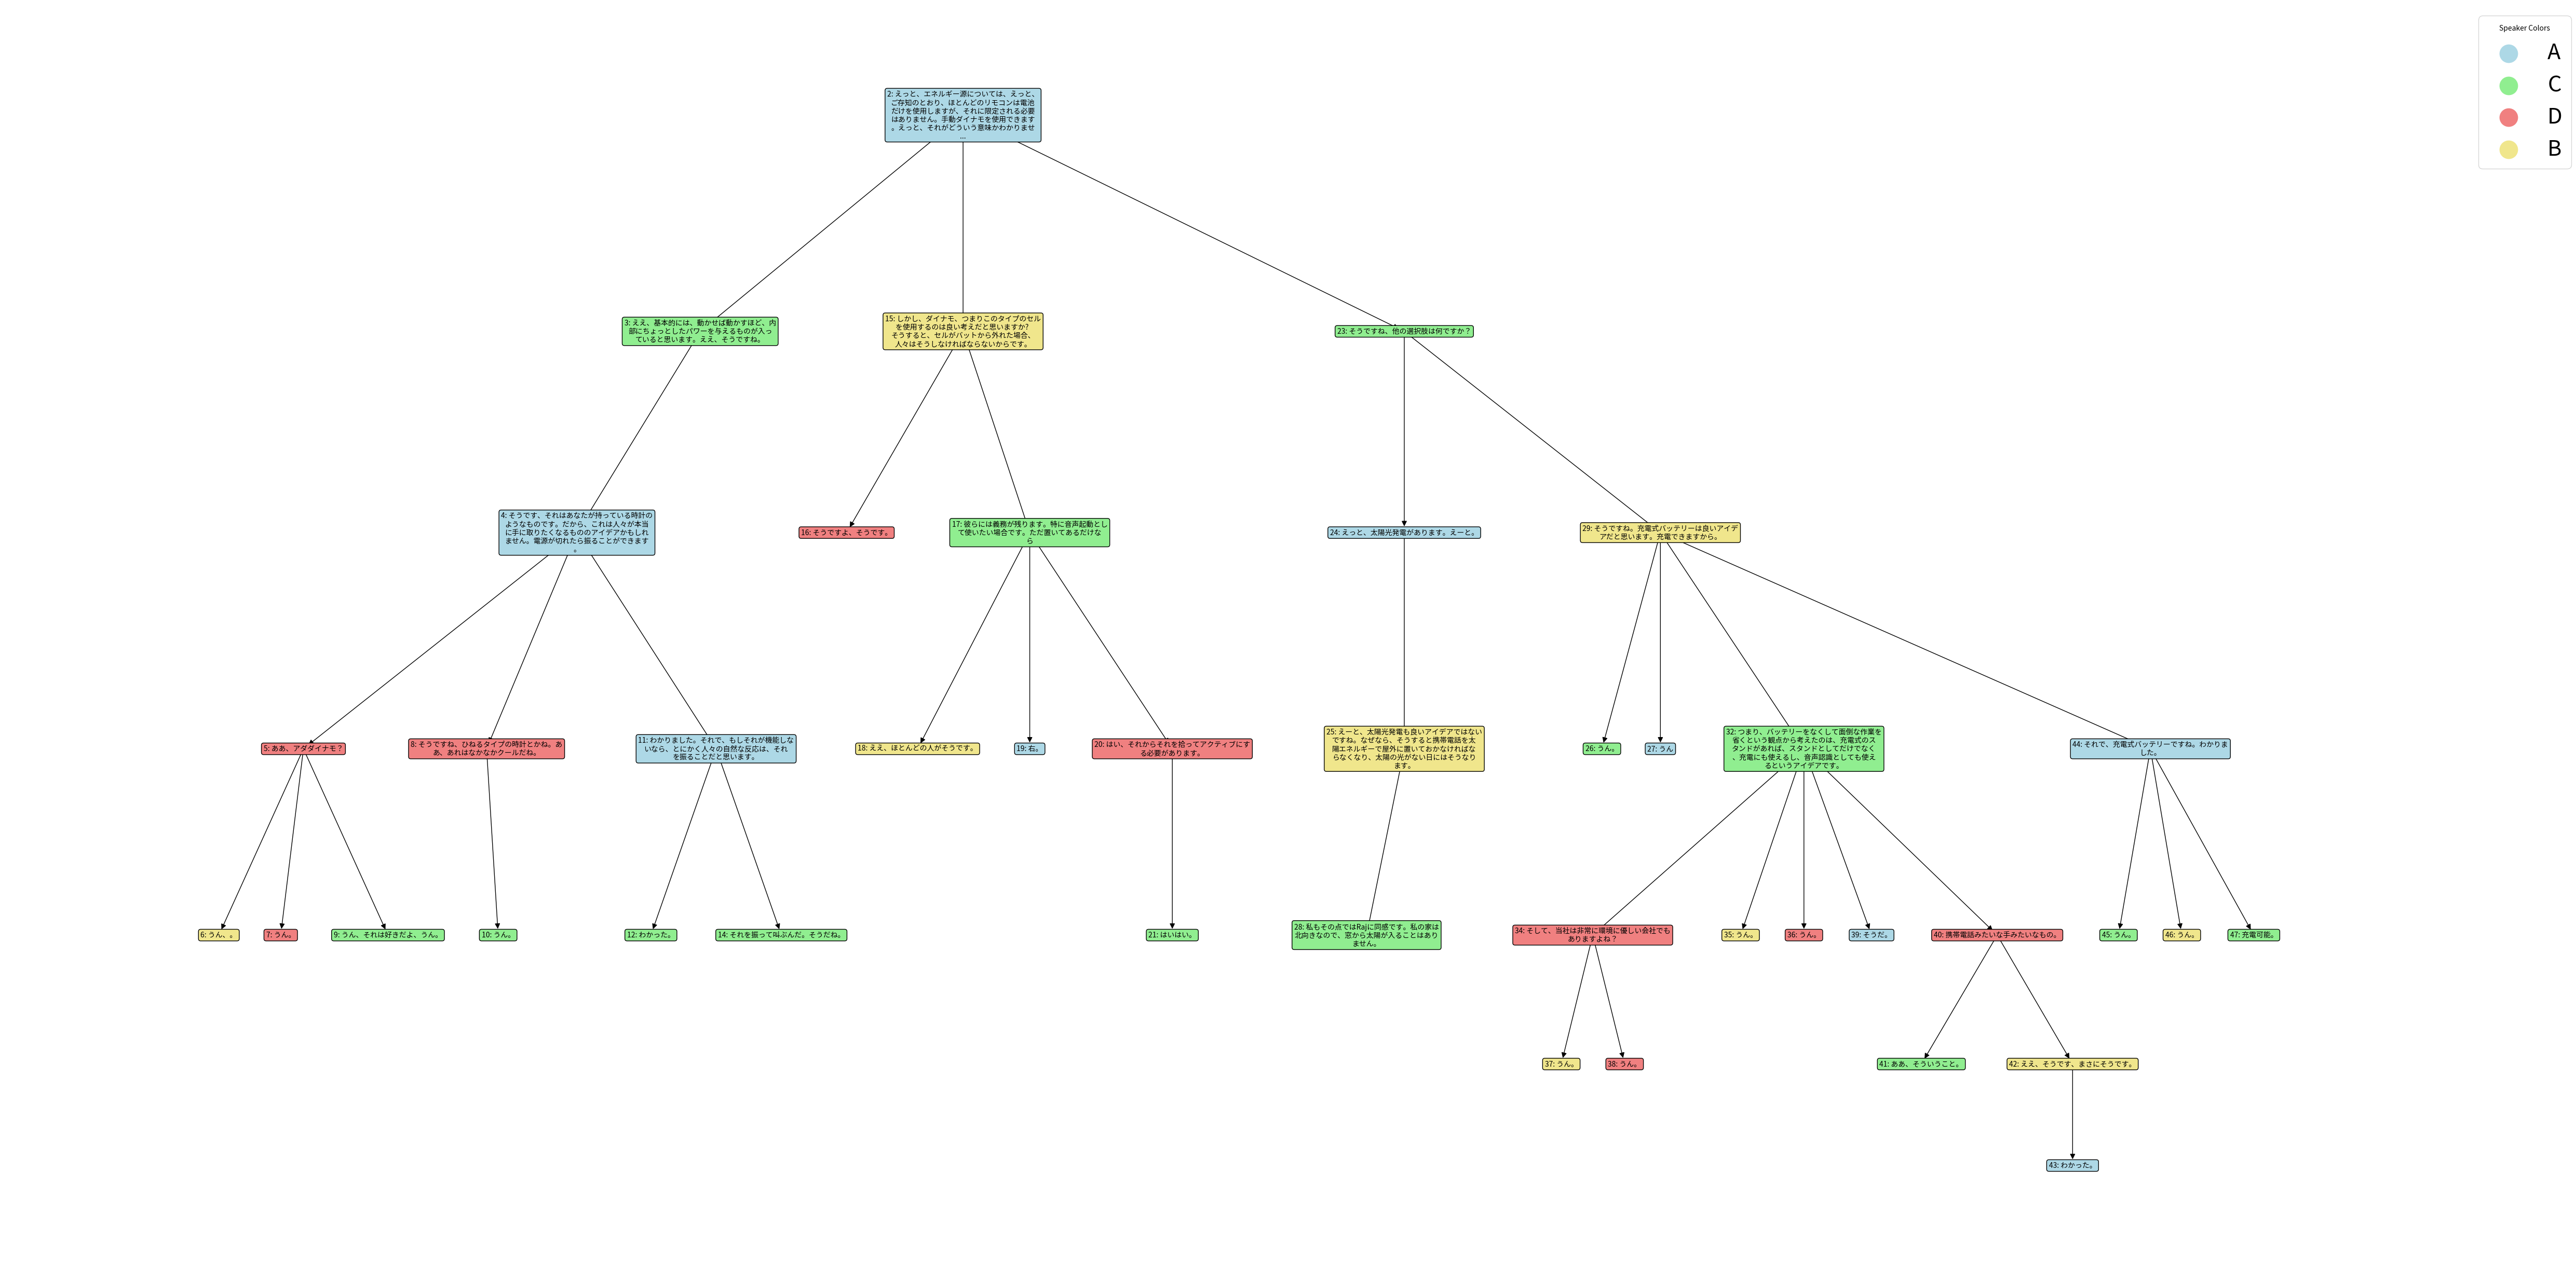 Speaker Colors
A
C
D
B
2: えっと、エネルギー源については、えっと、
ご存知のとおり、ほとんどのリモコンは電池
だけを使用しますが、それに限定される必要
はありません。手動ダイナモを使用できます
。えっと、それがどういう意味かわかりませ
...
3: ええ、基本的には、動かせば動かすほど、内
部にちょっとしたパワーを与えるものが入っ
ていると思います。ええ、そうですね。
15: しかし、ダイナモ、つまりこのタイプのセル
を使用するのは良い考えだと思いますか?
そうすると、セルがバットから外れた場合、
人々はそうしなければならないからです。
23: そうですね、他の選択肢は何ですか？
4: そうです、それはあなたが持っている時計の
ようなものです。だから、これは人々が本当
に手に取りたくなるもののアイデアかもしれ
ません。電源が切れたら振ることができます
。
16: そうですよ、そうです。
17: 彼らには義務が残ります。特に音声起動とし
て使いたい場合です。ただ置いてあるだけな
ら
24: えっと、太陽光発電があります。えーと。
29: そうですね。充電式バッテリーは良いアイデ
アだと思います。充電できますから。
5: ああ、アダダイナモ？
8: そうですね、ひねるタイプの時計とかね。あ
あ、あれはなかなかクールだね。
11: わかりました。それで、もしそれが機能しな
いなら、とにかく人々の自然な反応は、それ
を振ることだと思います。
18: ええ、ほとんどの人がそうです。
19: 右。
20: はい、それからそれを拾ってアクティブにす
る必要があります。
25: えーと、太陽光発電も良いアイデアではない
ですね。なぜなら、そうすると携帯電話を太
陽エネルギーで屋外に置いておかなければな
らなくなり、太陽の光がない日にはそうなり
ます。
26: うん。
27: うん
32: つまり、バッテリーをなくして面倒な作業を
省くという観点から考えたのは、充電式のス
タンドがあれば、スタンドとしてだけでなく
、充電にも使えるし、音声認識としても使え
るというアイデアです。
44: それで、充電式バッテリーですね。わかりま
した。
6: うん、。
7: うん。
9: うん、それは好きだよ、うん。
10: うん。
12: わかった。
14: それを振って叫ぶんだ。そうだね。
21: はいはい。
28: 私もその点ではRajに同感です。私の家は
北向きなので、窓から太陽が入ることはあり
ません。
34: そして、当社は非常に環境に優しい会社でも
ありますよね？
35: うん。
36: うん。
39: そうだ。
40: 携帯電話みたいな手みたいなもの。
45: うん。
46: うん。
47: 充電可能。
37: うん。
38: うん。
41: ああ、そういうこと。
42: ええ、そうです、まさにそうです。
43: わかった。